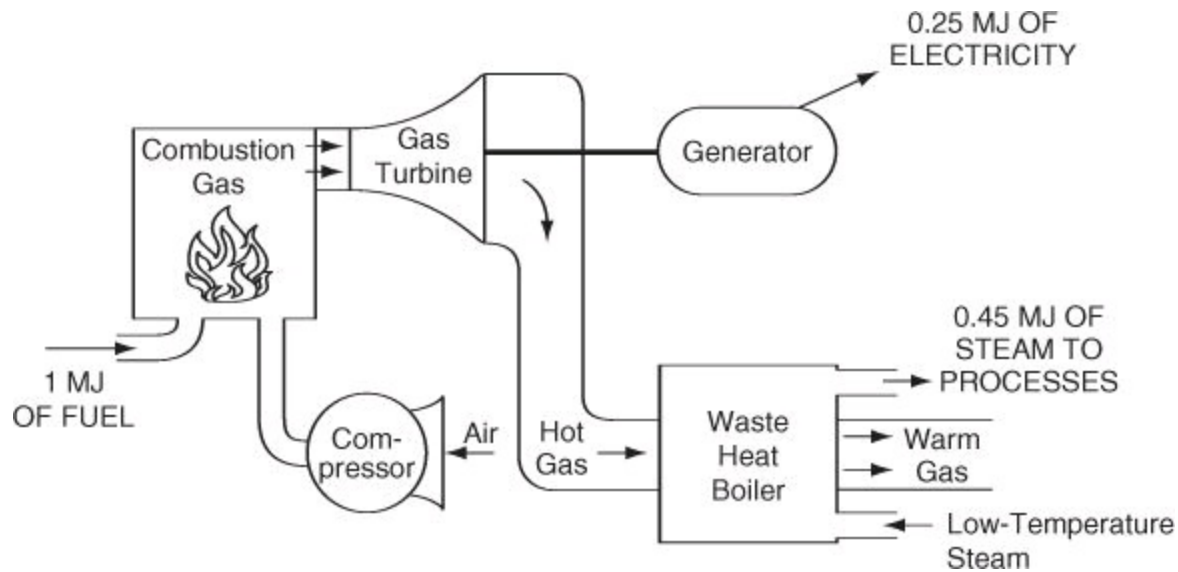 0.25 MJ OF
ELECTRICITY
Combustion
Gas
Gas
Turbine
Generator
1 MJ
OF FUEL
Com-
pressor
Air
Hot
Gas
Waste
Heat
Boiler
0.45 MJ OF
STEAM TO
PROCESSES
Warm
Gas
Low-Temperature
Steam